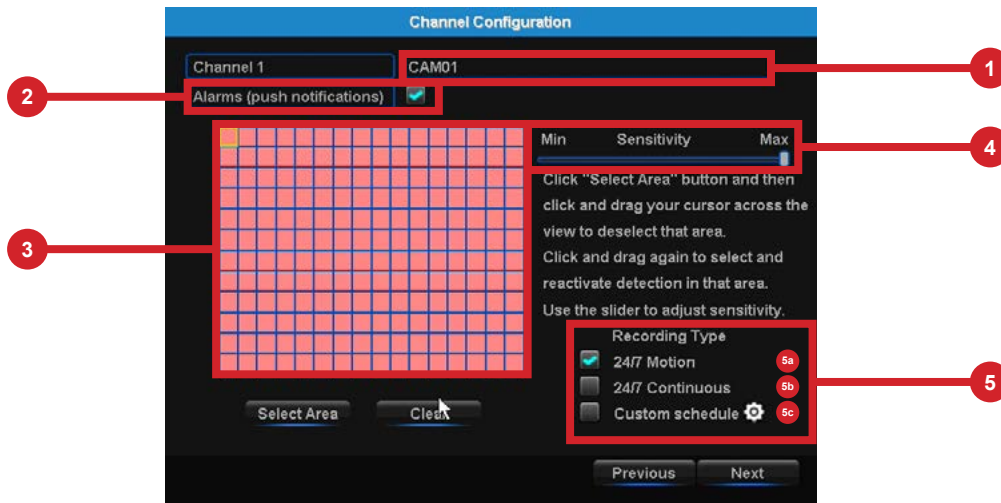 Channel Configuration
Channel 1
CAM01
1
2
Alarms (push notifications)
Min Sensitivity Max
4
Click "Select Area" button and then
click and drag your cursor across the
view to deselect that area.
3
Click and drag again to select and
reactivate detection in that area.
Use the slider to adjust sensitivity.
Recording Type
24/7 Motion 5a
24/7 Continuous 5b
5
Custom schedule 5c
Select Area
Clear
Previous
Next